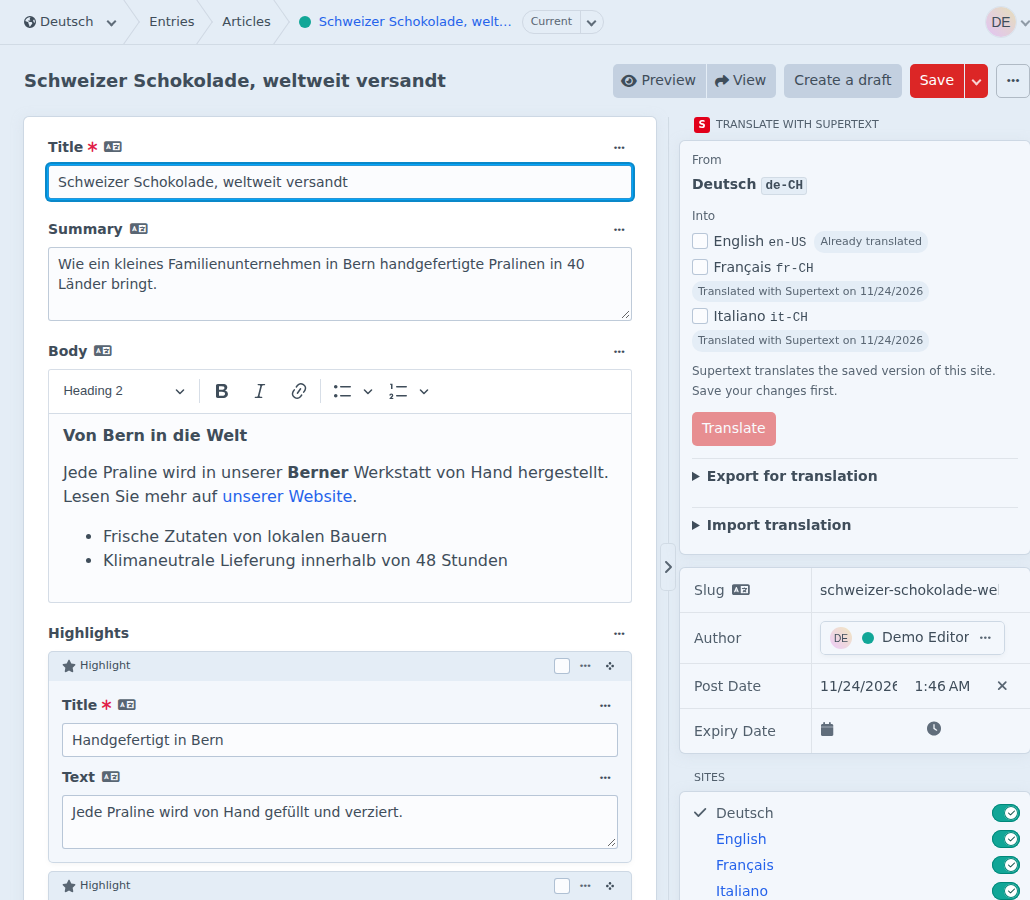 Deutsch
Entries
Articles
Schweizer Schokolade, welt...
Current
DE
Schweizer Schokolade, weltweit versandt
Preview
View
Create a draft
Save
Title
Schweizer Schokolade, weltweit versandt
Summary
Wie ein kleines Familienunternehmen in Bern handgefertigte Pralinen in 40
Länder bringt.
Body
Heading 2
B
I
Von Bern in die Welt
Jede Praline wird in unserer Berner Werkstatt von Hand hergestellt.
Lesen Sie mehr auf unserer Website.
Frische Zutaten von lokalen Bauern
Klimaneutrale Lieferung innerhalb von 48 Stunden
Highlights
Highlight
Title
Handgefertigt in Bern
Text
Jede Praline wird von Hand gefüllt und verziert.
Highlight
S TRANSLATE WITH SUPERTEXT
From
Deutsch de-CH
Into
English en-US Already translated
Français fr-CH
Translated with Supertext on 11/24/2026
Italiano it-CH
Translated with Supertext on 11/24/2026
Supertext translates the saved version of this site.
Save your changes first.
Translate
Export for translation
Import translation
Slug
schweizer-schokolade-we
Author
DE Demo Editor
Post Date
11/24/2026 1:46 AM
Expiry Date
SITES
Deutsch
English
Français
Italiano